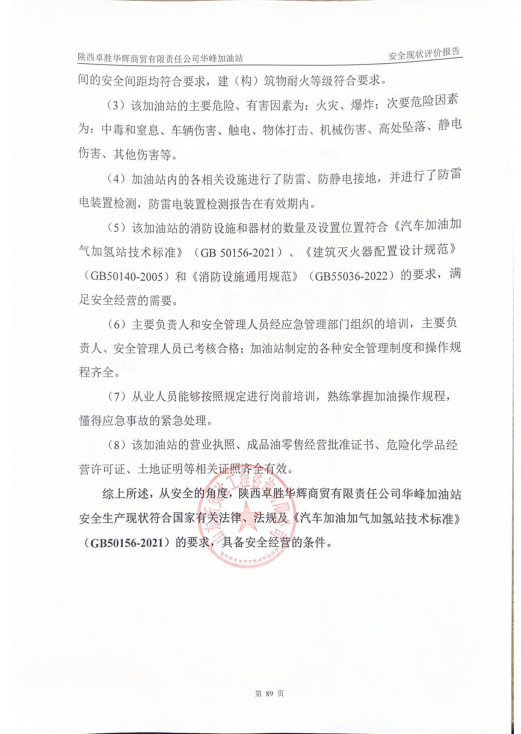 陕西卓胜华辉商贸有限责任公司华峰加油站 安全现状评价报告
间的安全间距均符合要求，建（构）筑物耐火等级符合要求。
（3）该加油站的主要危险、有害因素为：火灾、爆炸；次要危险因素
为：中毒和窒息、车辆伤害、触电、物体打击、机械伤害、高处坠落、静电
伤害、其他伤害等。
（4）加油站内的各相关设施进行了防雷、防静电接地，并进行了防雷
电装置检测，防雷电装置检测报告在有效期内。
（5）该加油站的消防设施和器材的数量及设置位置符合《汽车加油加
气加氢站技术标准》（GB 50156-2021）、《建筑灭火器配置设计规范》
（GB50140-2005）和《消防设施通用规范》（GB55036-2022）的要求，满
足安全经营的需要。
（6）主要负责人和安全管理人员经应急管理部门组织的培训，主要负
责人、安全管理人员已考核合格；加油站制定的各种安全管理制度和操作规
程齐全。
（7）从业人员能够按照规定进行岗前培训，熟练掌握加油操作规程，
懂得应急事故的紧急处理。
（8）该加油站的营业执照、成品油零售经营批准证书、危险化学品经
营许可证、土地证明等相关证照齐全有效。
综上所述，从安全的角度，陕西卓胜华辉商贸有限责任公司华峰加油站
安全生产现状符合国家有关法律、法规及《汽车加油加气加氢站技术标准》
（GB50156-2021）的要求，具备安全经营的条件。
第 89 页